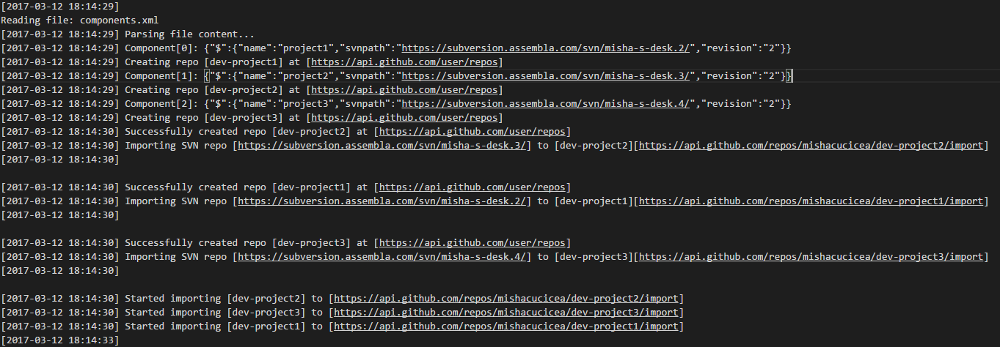 [2017-03-12 18:14:29]
Reading file: components.xml
[2017-03-12 18:14:29] Parsing file content...
[2017-03-12 18:14:29] Component[0]: {"$":{"name":"project1","svnpath":"https://subversion.assembla.com/svn/misha-s-desk.2/","revision":"2"}}
[2017-03-12 18:14:29] Creating repo [dev-project1] at [https://api.github.com/user/repos]
[2017-03-12 18:14:29] Component[1]: {"$":{"name":"project2","svnpath":"https://subversion.assembla.com/svn/misha-s-desk.3/","revision":"2"}}
[2017-03-12 18:14:29] Creating repo [dev-project2] at [https://api.github.com/user/repos]
[2017-03-12 18:14:29] Component[2]: {"$":{"name":"project3","svnpath":"https://subversion.assembla.com/svn/misha-s-desk.4/","revision":"2"}}
[2017-03-12 18:14:29] Creating repo [dev-project3] at [https://api.github.com/user/repos]
[2017-03-12 18:14:30] Successfully created repo [dev-project2] at [https://api.github.com/user/repos]
[2017-03-12 18:14:30] Importing SVN repo [https://subversion.assembla.com/svn/misha-s-desk.3/] to [dev-project2][https://api.github.com/repos/mishacucicea/dev-project2/import]
[2017-03-12 18:14:30]
[2017-03-12 18:14:30] Successfully created repo [dev-project1] at [https://api.github.com/user/repos]
[2017-03-12 18:14:30] Importing SVN repo [https://subversion.assembla.com/svn/misha-s-desk.2/] to [dev-project1][https://api.github.com/repos/mishacucicea/dev-project1/import]
[2017-03-12 18:14:30]
[2017-03-12 18:14:30] Successfully created repo [dev-project3] at [https://api.github.com/user/repos]
[2017-03-12 18:14:30] Importing SVN repo [https://subversion.assembla.com/svn/misha-s-desk.4/] to [dev-project3][https://api.github.com/repos/mishacucicea/dev-project3/import]
[2017-03-12 18:14:30]
[2017-03-12 18:14:30] Started importing [dev-project2] to [https://api.github.com/repos/mishacucicea/dev-project2/import]
[2017-03-12 18:14:30] Started importing [dev-project3] to [https://api.github.com/repos/mishacucicea/dev-project3/import]
[2017-03-12 18:14:30] Started importing [dev-project1] to [https://api.github.com/repos/mishacucicea/dev-project1/import]
[2017-03-12 18:14:33]